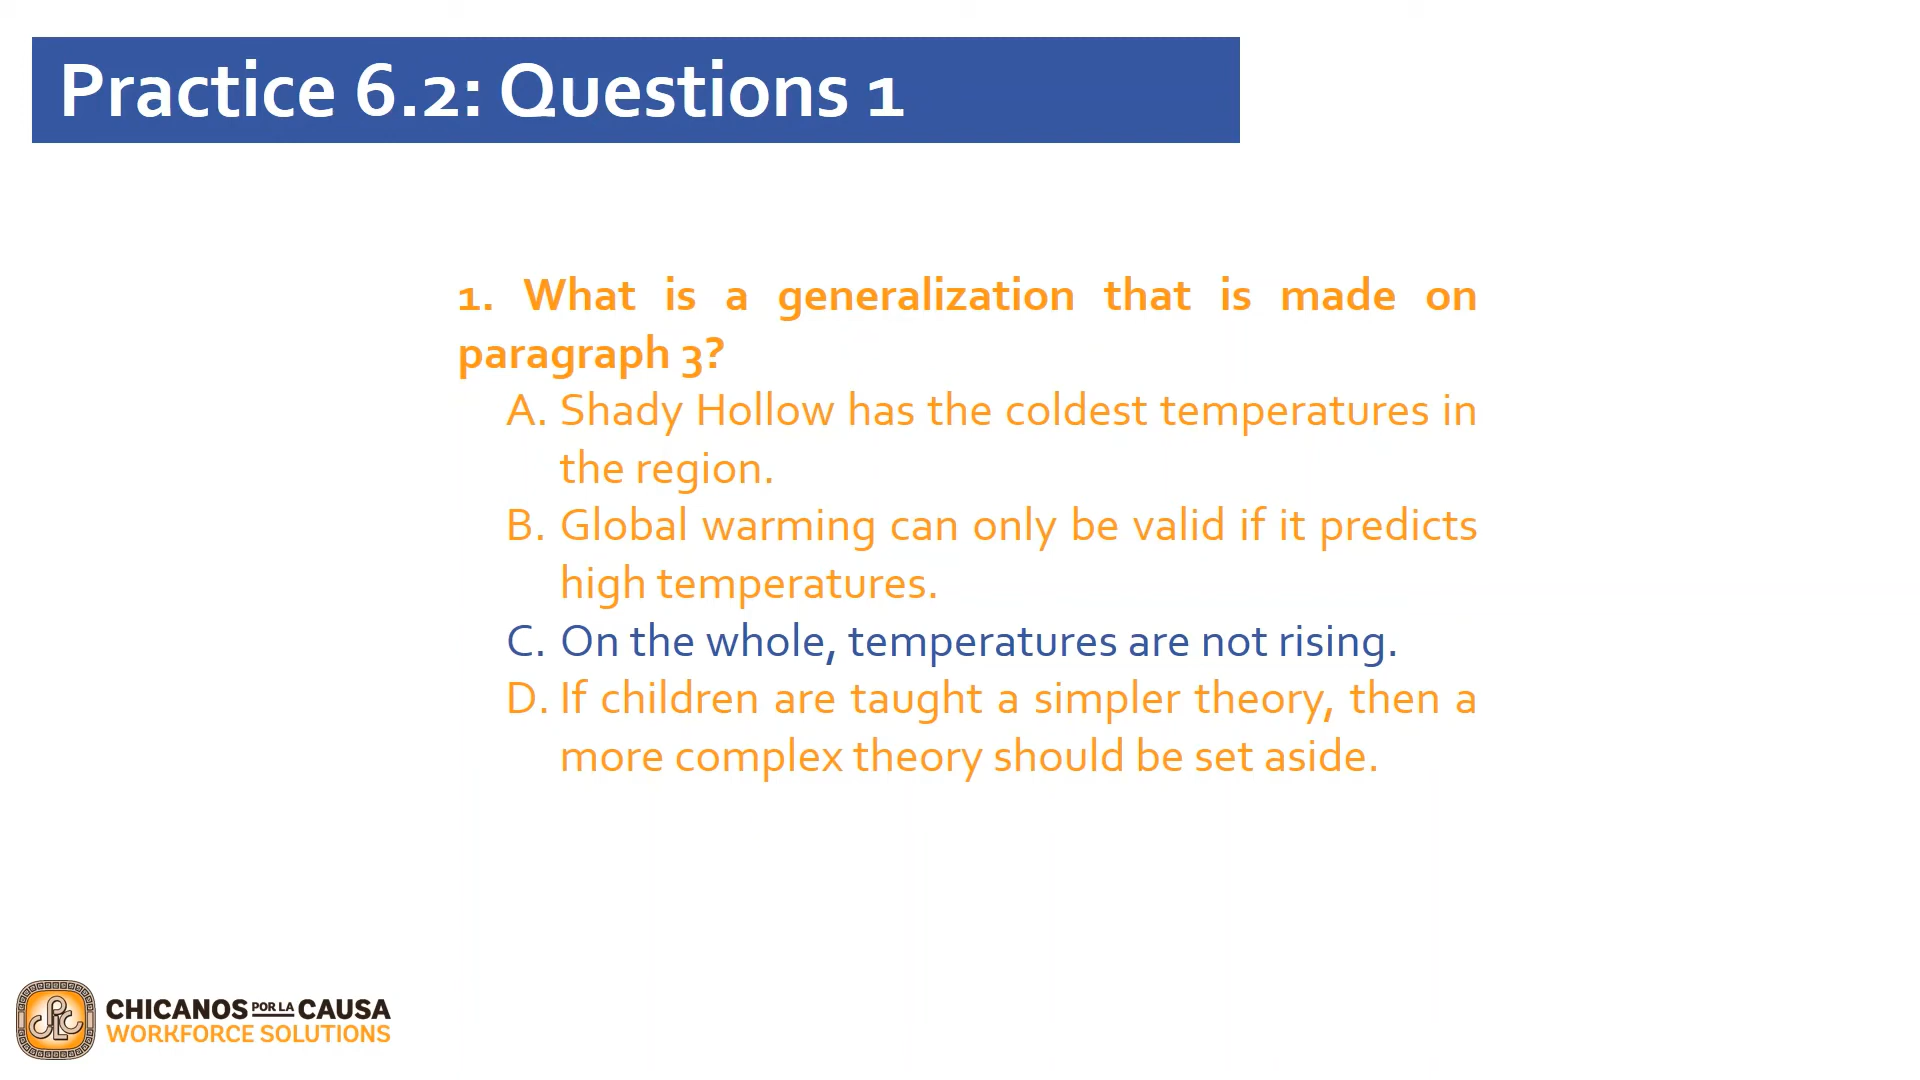 Practice 6.2: Questions 1
1. What is a generalization that is made on
paragraph 3?
A. Shady Hollow has the coldest temperatures in
the region.
B. Global warming can only be valid if it predicts
high temperatures.
C. On the whole, temperatures are not rising.
D. If children are taught a simpler theory, then a
more complex theory should be set aside.
CPLC
CHICANOS POR LA CAUSA
WORKFORCE SOLUTIONS